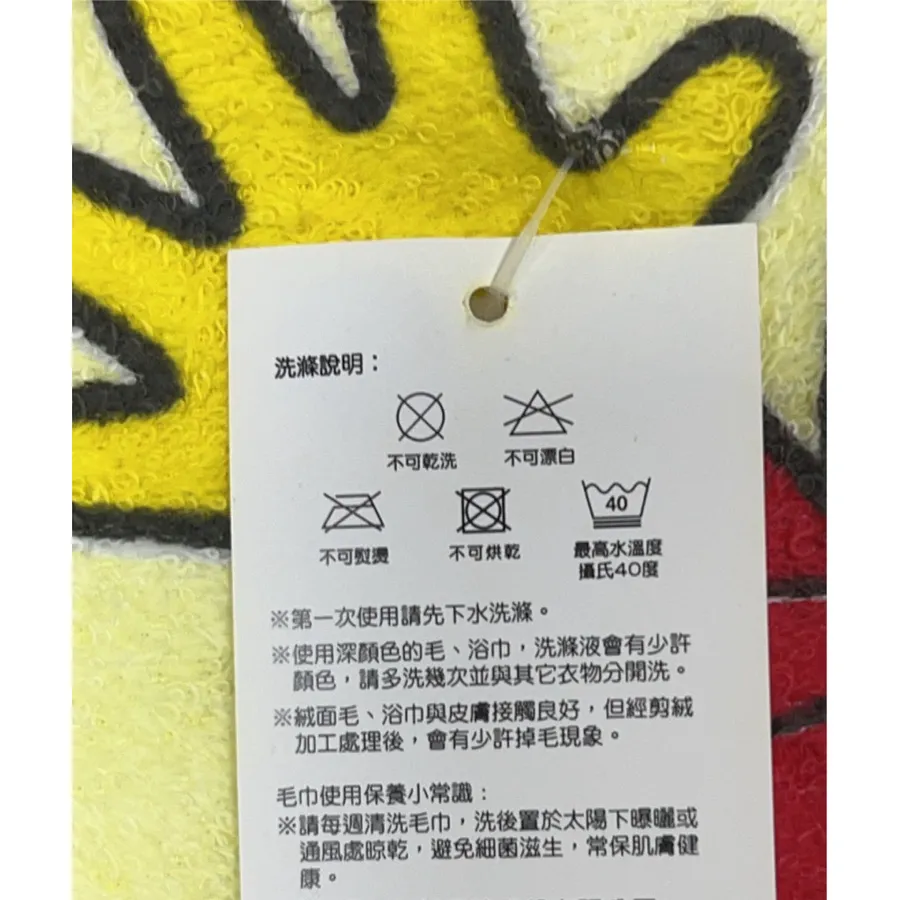 洗滌說明：
不可乾洗 不可漂白
40
不可熨燙 不可烘乾 最高水溫度
攝氏40度
※第一次使用請先下水洗滌。
※使用深顏色的毛、浴巾，洗滌液會有少許
顏色，請多洗幾次並與其它衣物分開洗。
※絨面毛、浴巾與皮膚接觸良好，但經剪絨
加工處理後，會有少許掉毛現象。
毛巾使用保養小常識：
※請每週清洗毛巾，洗後置於太陽下曝曬或
通風處晾乾，避免細菌滋生，常保肌膚健
康。